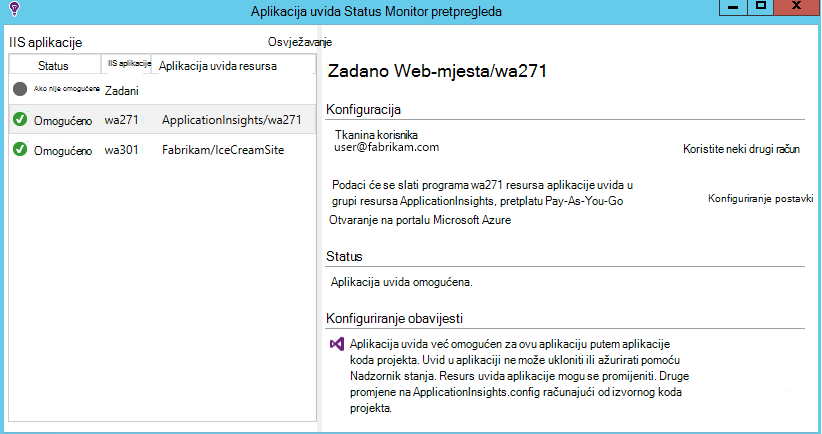 Aplikacija uvida Status Monitor pretpregleda
IIS aplikacije
Osvježavanje
Status
IIS aplikacije
Aplikacija uvida resursa
Ako nije omogućena
Zadani
Omogućeno
wa271
ApplicationInsights/wa271
Omogućeno
wa301
Fabrikam/IceCreamSite
Zadano Web-mjesta/wa271
Konfiguracija
Tkanina korisnika
user@fabrikam.com
Koristite neki drugi račun
Podaci će se slati programa wa271 resursa aplikacije uvida u
grupi resursa ApplicationInsights, pretplatu Pay-As-You-Go
Konfiguriranje postavki
Otvaranje na portalu Microsoft Azure
Status
Aplikacija uvida omogućena.
Konfiguriranje obavijesti
Aplikacija uvida već omogućen za ovu aplikaciju putem aplikacije
koda projekta. Uvid u aplikaciji ne može ukloniti ili ažurirati pomoću
Nadzornik stanja. Resurs uvida aplikacije mogu se promijeniti. Druge
promjene na ApplicationInsights.config računajući od izvornog koda
projekta.